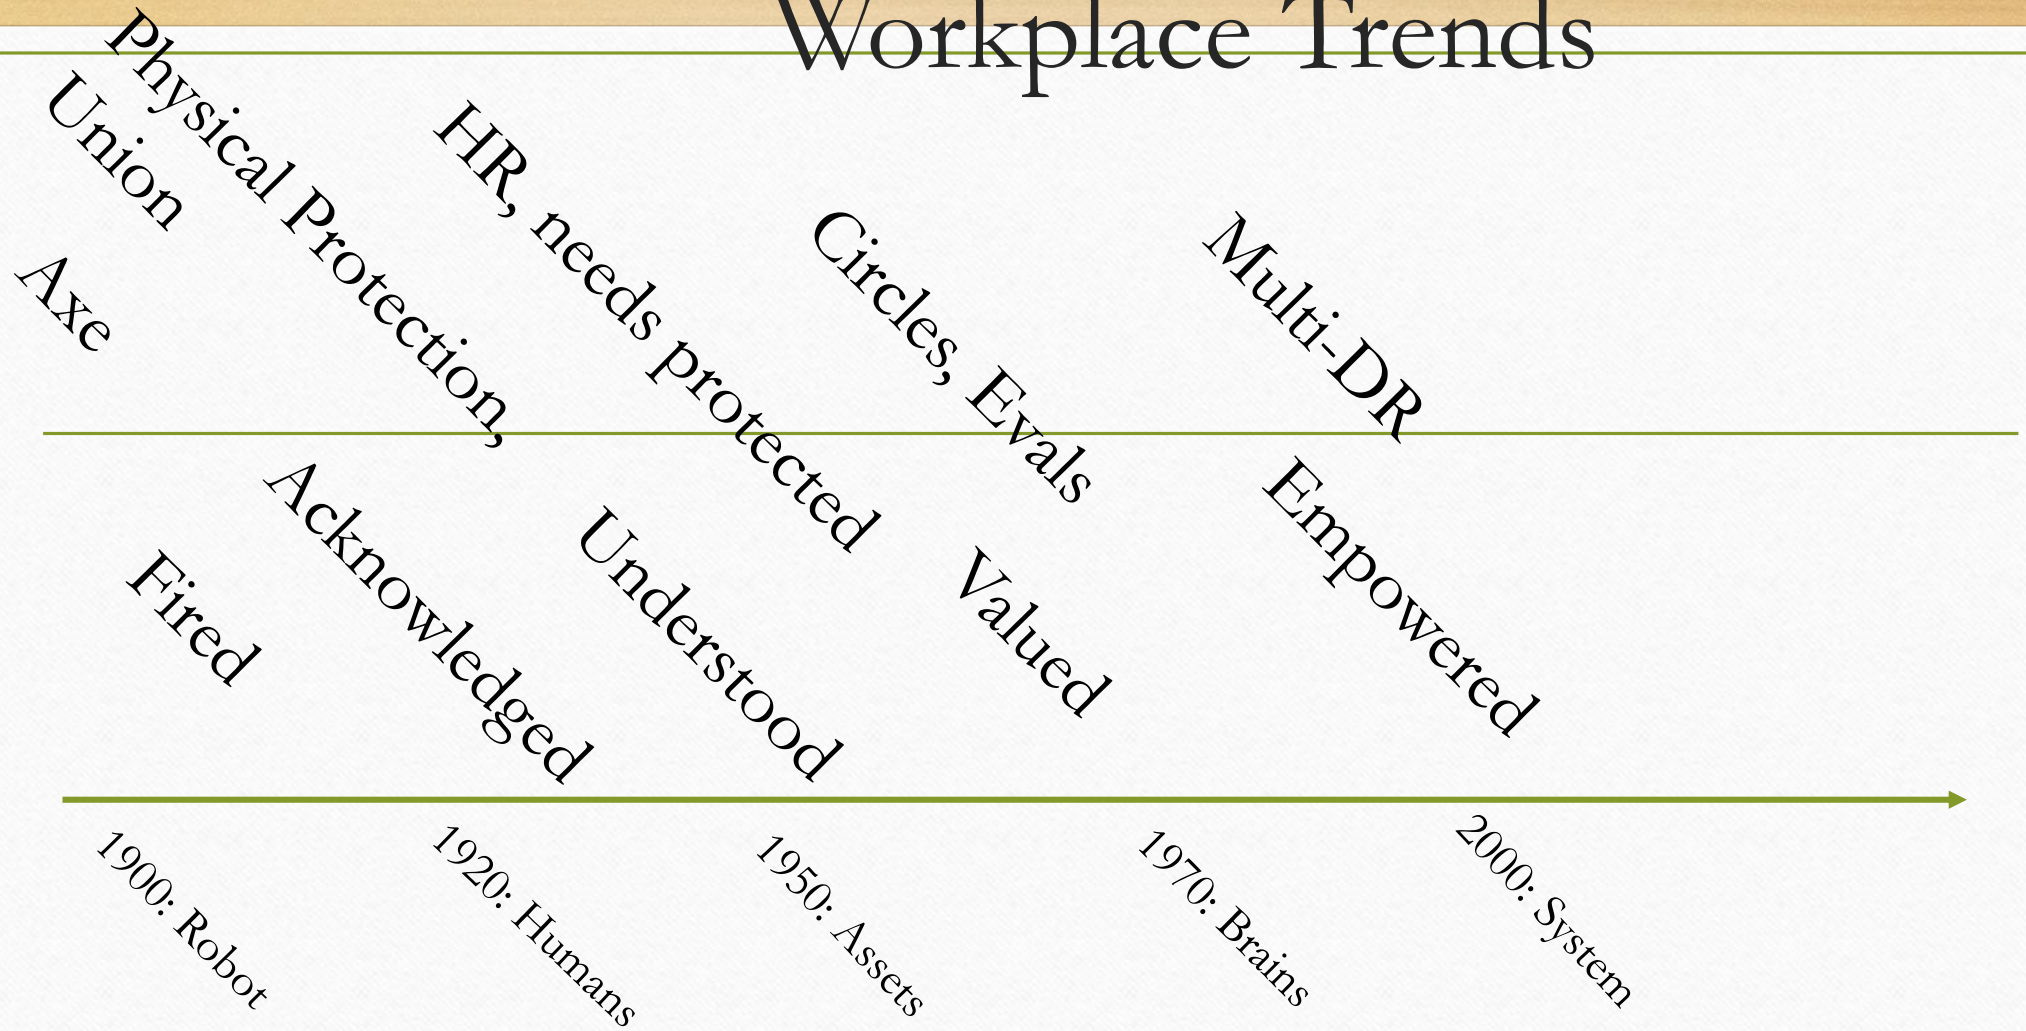 Workplace Trends
Axe
Physical Protection,
Union
HR, needs protected
Circles, Evals
Multi-DR
Fired
Acknowledged
Understood
Valued
Empowered
1900: Robot
1920: Humans
1950: Assets
1970: Brains
2000: System